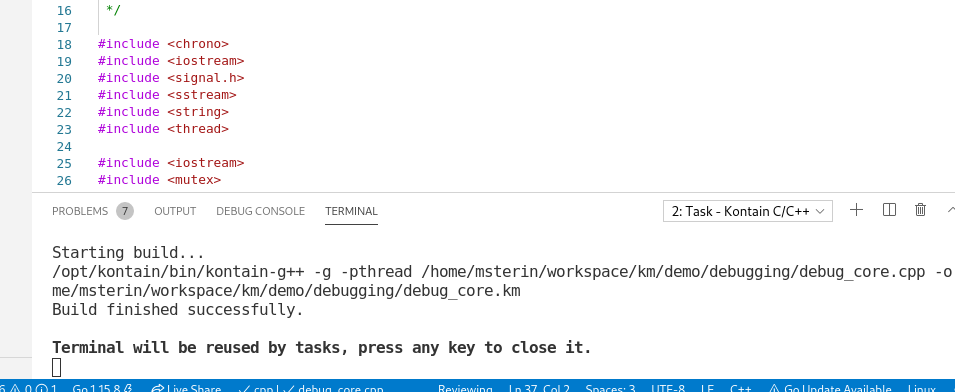 16 */
17
18 #include <chrono>
19 #include <iostream>
20 #include <signal.h>
21 #include <sstream>
22 #include <string>
23 #include <thread>
24
25 #include <iostream>
26 #include <mutex>
PROBLEMS 7 OUTPUT DEBUG CONSOLE TERMINAL 2: Task - Kontain C/C++
Starting build...
/opt/kontain/bin/kontain-g++ -g -pthread /home/msterin/workspace/km/demo/debugging/debug_core.cpp -o
me/msterin/workspace/km/demo/debugging/debug_core.km
Build finished successfully.
Terminal will be reused by tasks, press any key to close it.
6 0 1 Go 1.15.8 Live Share cpp | debug_core.cpp Reviewing Ln 37, Col 2 Spaces: 3 UTF-8 LF C++ Go Update Available Linux